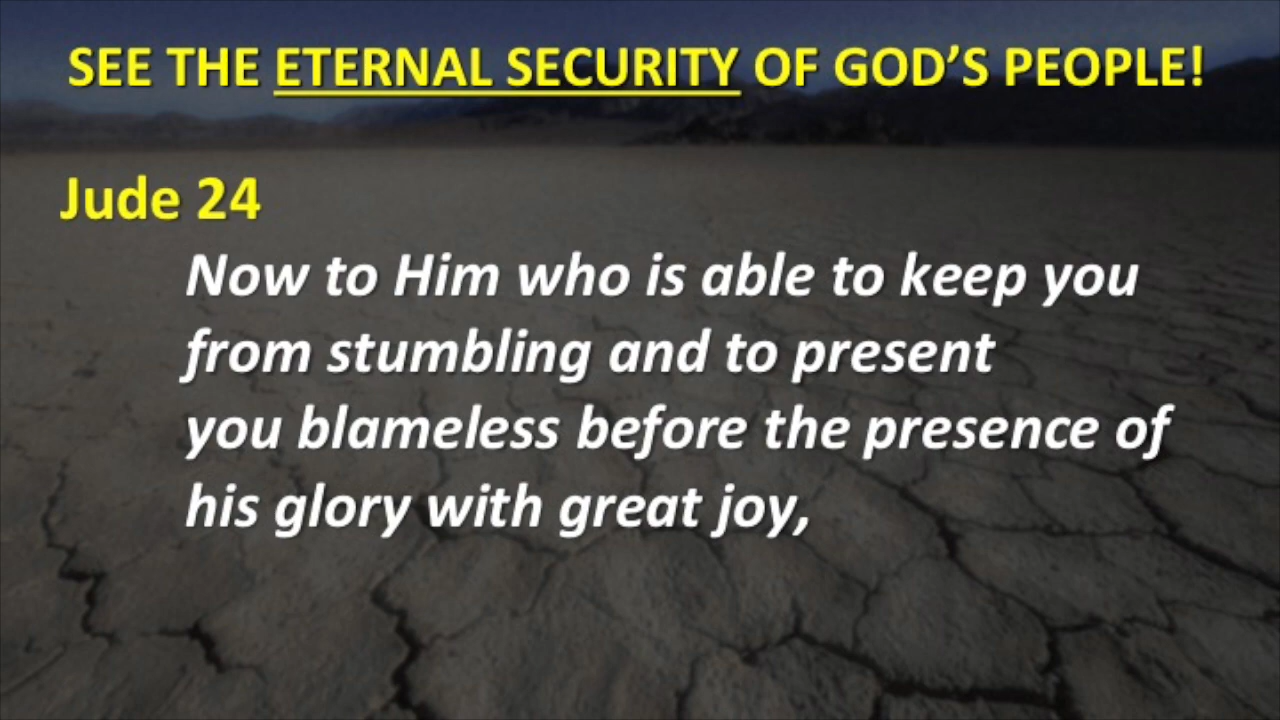 SEE THE ETERNAL SECURITY OF GOD’S PEOPLE!
Jude 24
Now to Him who is able to keep you
from stumbling and to present
you blameless before the presence of
his glory with great joy,